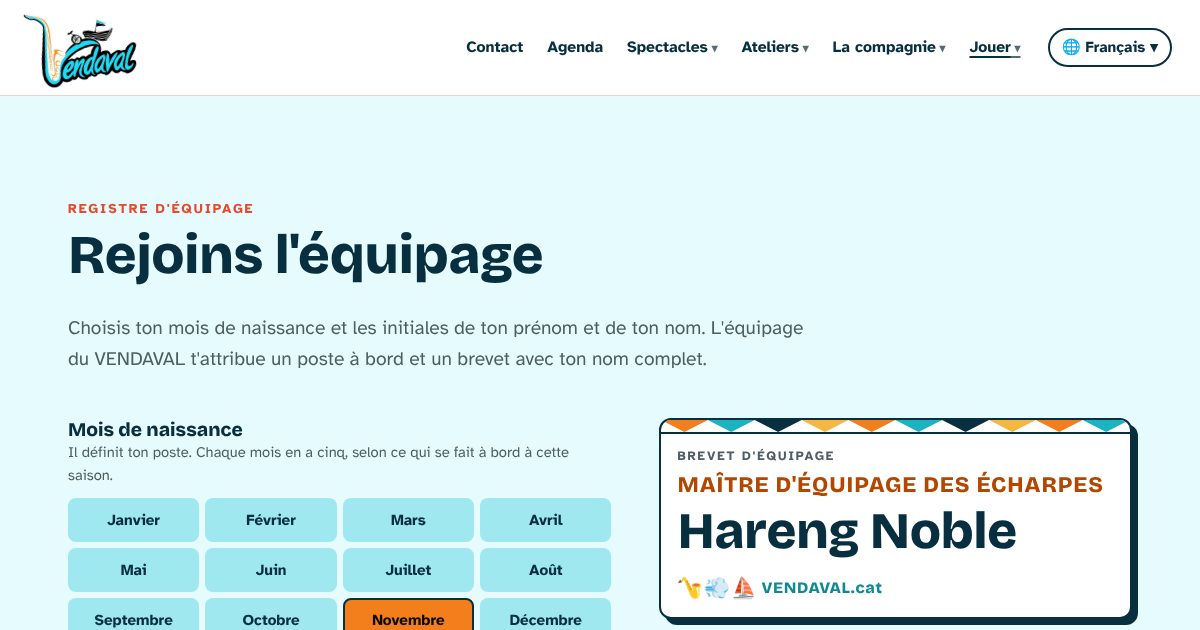 Vendaval
Contact Agenda Spectacles ▾ Ateliers ▾ La compagnie ▾ Jouer ▾ 🌐 Français ▾
REGISTRE D'ÉQUIPAGE
Rejoins l'équipage
Choisis ton mois de naissance et les initiales de ton prénom et de ton nom. L'équipage
du VENDAVAL t'attribue un poste à bord et un brevet avec ton nom complet.
Mois de naissance
Il définit ton poste. Chaque mois en a cinq, selon ce qui se fait à bord à cette
saison.
Janvier Février Mars Avril
Mai Juin Juillet Août
Septembre Octobre Novembre Décembre
BREVET D'ÉQUIPAGE
MAÎTRE D'ÉQUIPAGE DES ÉCHARPES
Hareng Noble
🎷💨⛵ VENDAVAL.cat